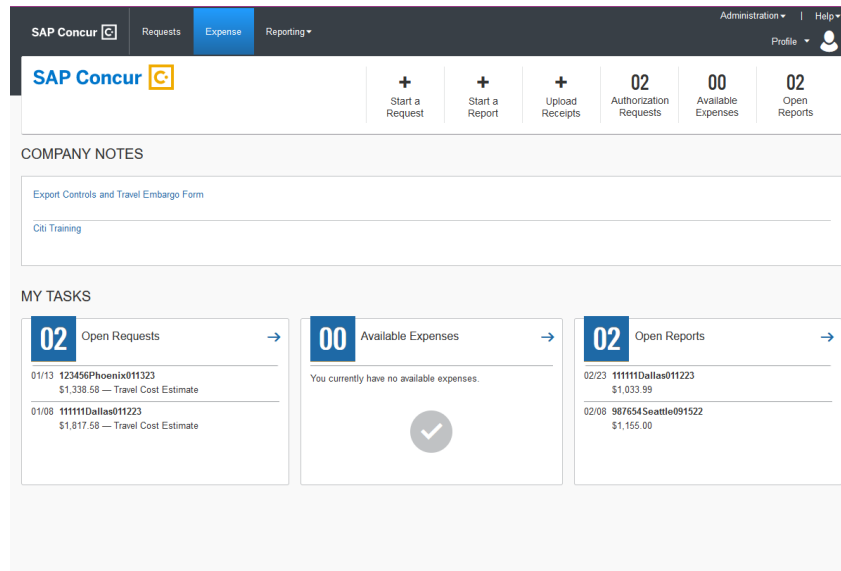 Administration | Help
SAP Concur C Requests Expense Reporting
Profile
SAP Concur C
+ + + 02 00 02
Start a Request
Start a Report
Upload Receipts
Authorization Requests
Available Expenses
Open Reports
COMPANY NOTES
Export Controls and Travel Embargo Form
Citi Training
MY TASKS
02 Open Requests →
01/13 123456Phoenix011323
$1,338.58 — Travel Cost Estimate
01/08 111111Dallas011223
$1,817.58 — Travel Cost Estimate
00 Available Expenses →
You currently have no available expenses.
02 Open Reports →
02/23 111111Dallas011223
$1,033.99
02/08 987654Seattle091522
$1,155.00